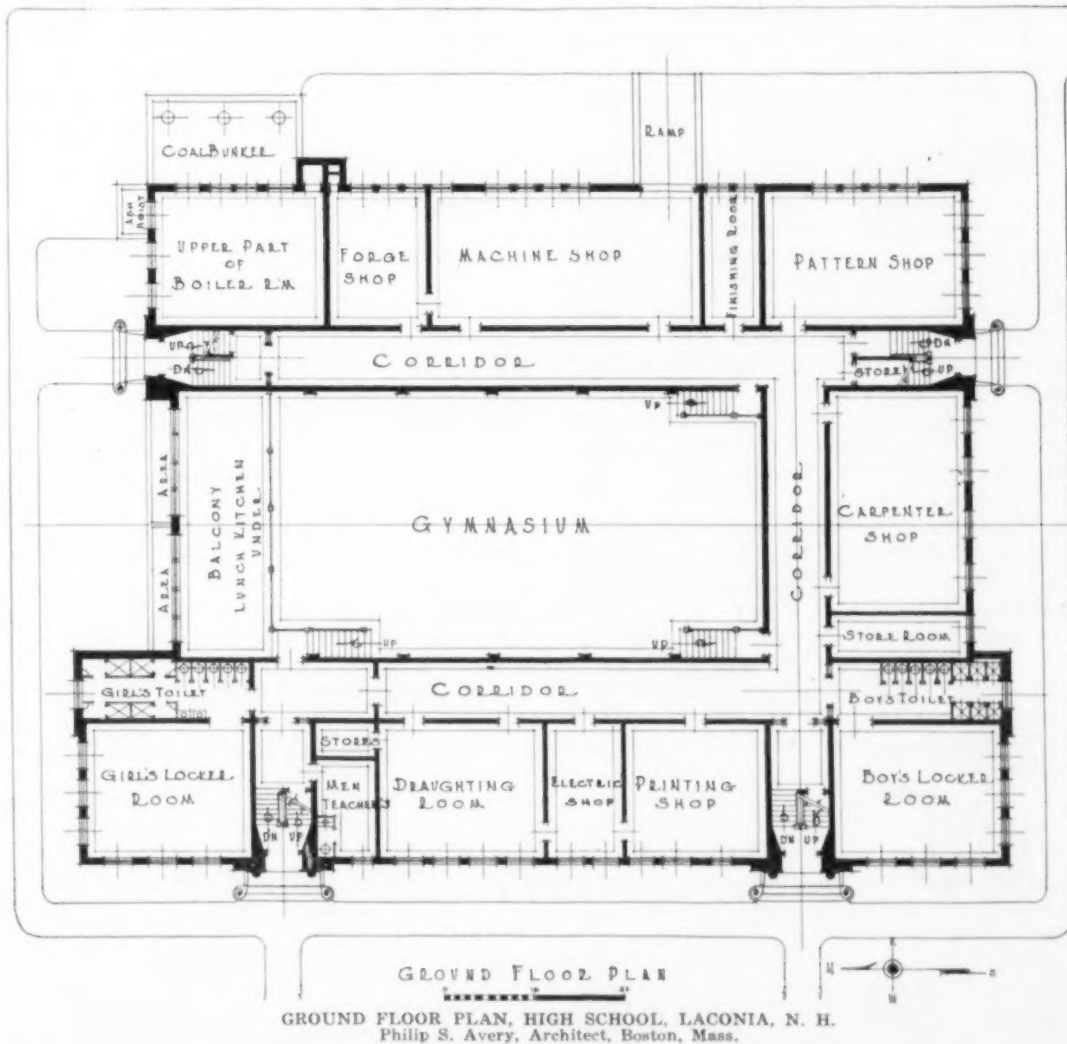 COAL BUNKER
RAMP
ASH
HOIST
UPPER PART
OF
BOILER R'M
FORGE
SHOP
MACHINE SHOP
FINISHING ROOM
PATTERN SHOP
UP
DN
CORRIDOR
STORE
DN
UP
UP
AREA
AREA
BALCONY
LUNCH KITCHEN
UNDER
GYMNASIUM
CORRIDOR
CARPENTER
SHOP
UP
UP
STORE ROOM
GIRL'S TOILET
CORRIDOR
BOYS TOILET
STORES
GIRL'S LOCKER
ROOM
MEN
TEACHER'S
DRAUGHTING
ROOM
ELECTRIC
SHOP
PRINTING
SHOP
BOY'S LOCKER
ROOM
DN UP
DN UP
GROUND FLOOR PLAN
E
N
S
W
GROUND FLOOR PLAN, HIGH SCHOOL, LACONIA, N. H.
Philip S. Avery, Architect, Boston, Mass.